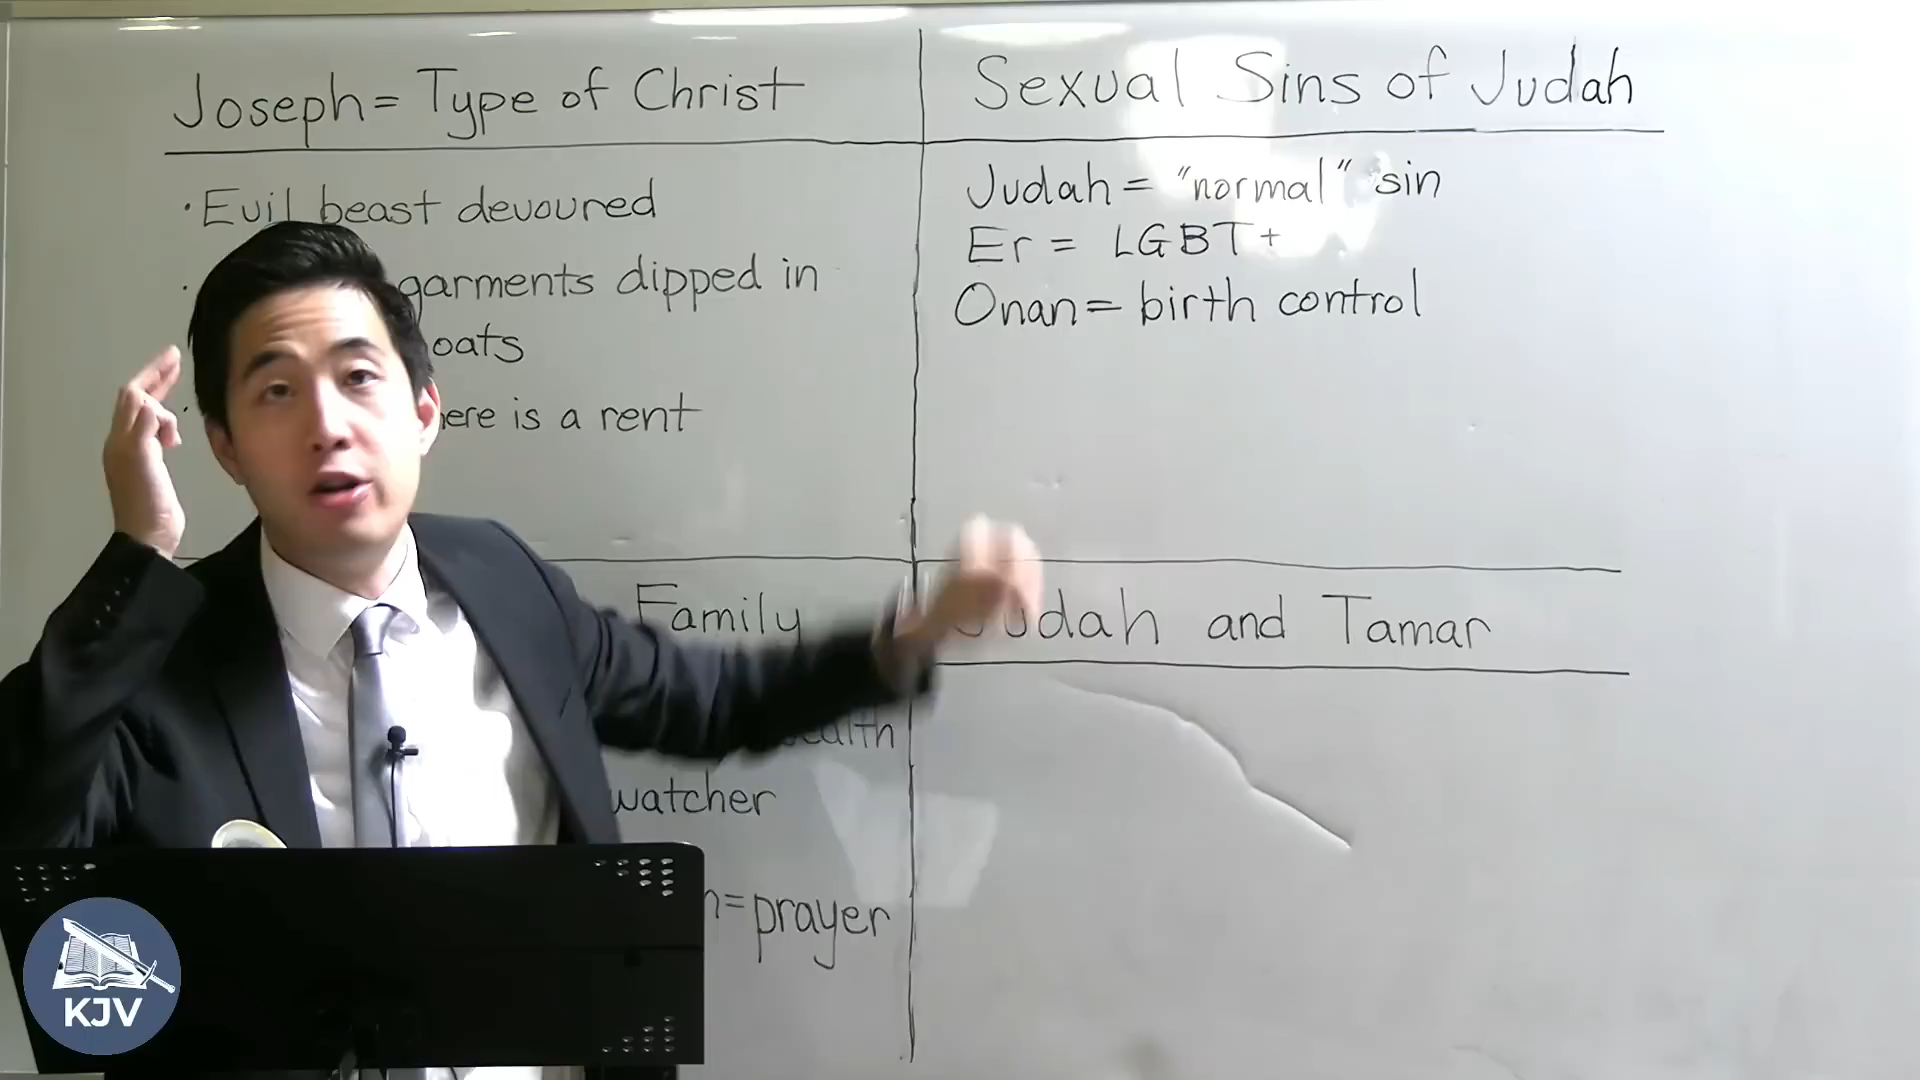 Joseph = Type of Christ
• Evil beast devoured
• garments dipped in
oats
• ere is a rent
Sexual Sins of Judah
Judah = "normal" sin
Er = LGBT+
Onan = birth control
Family
watcher
= prayer
Judah and Tamar
KJV